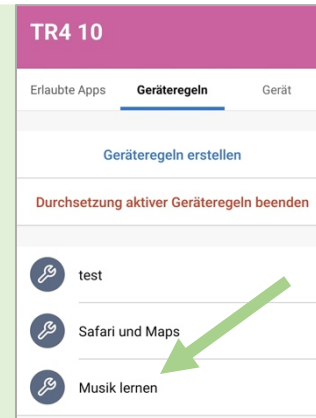 TR4 10
Erlaubte Apps Geräteregeln Gerät
Geräteregeln erstellen
Durchsetzung aktiver Geräteregeln beenden
test
Safari und Maps
Musik lernen